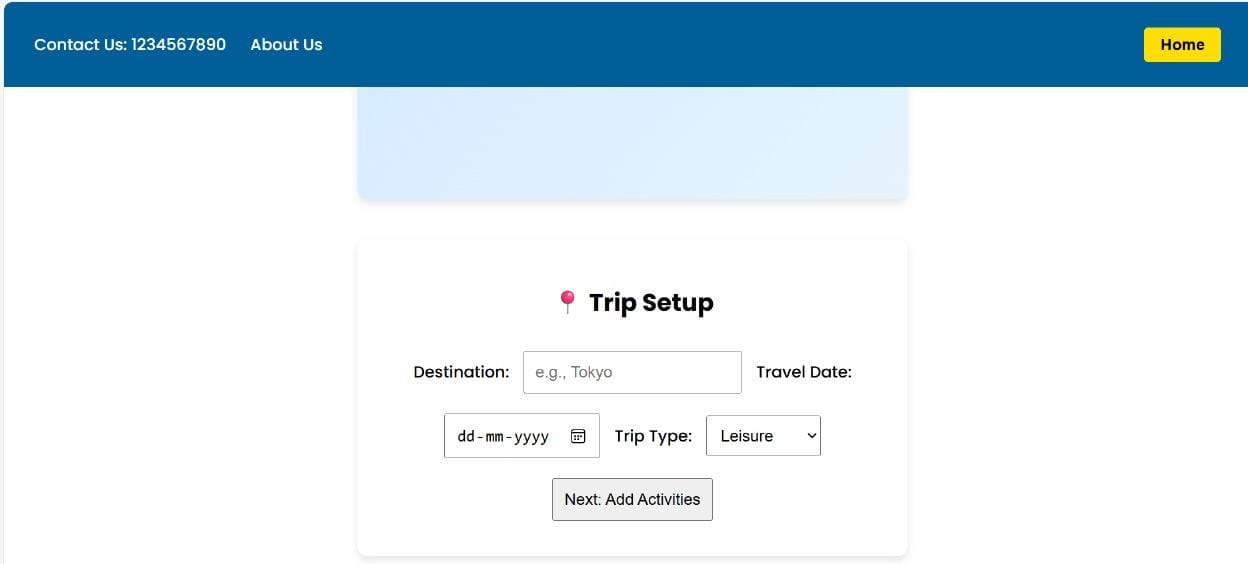 Contact Us: 1234567890 About Us Home
📍 Trip Setup
Destination: e.g., Tokyo Travel Date:
dd-mm-yyyy Trip Type: Leisure
Next: Add Activities